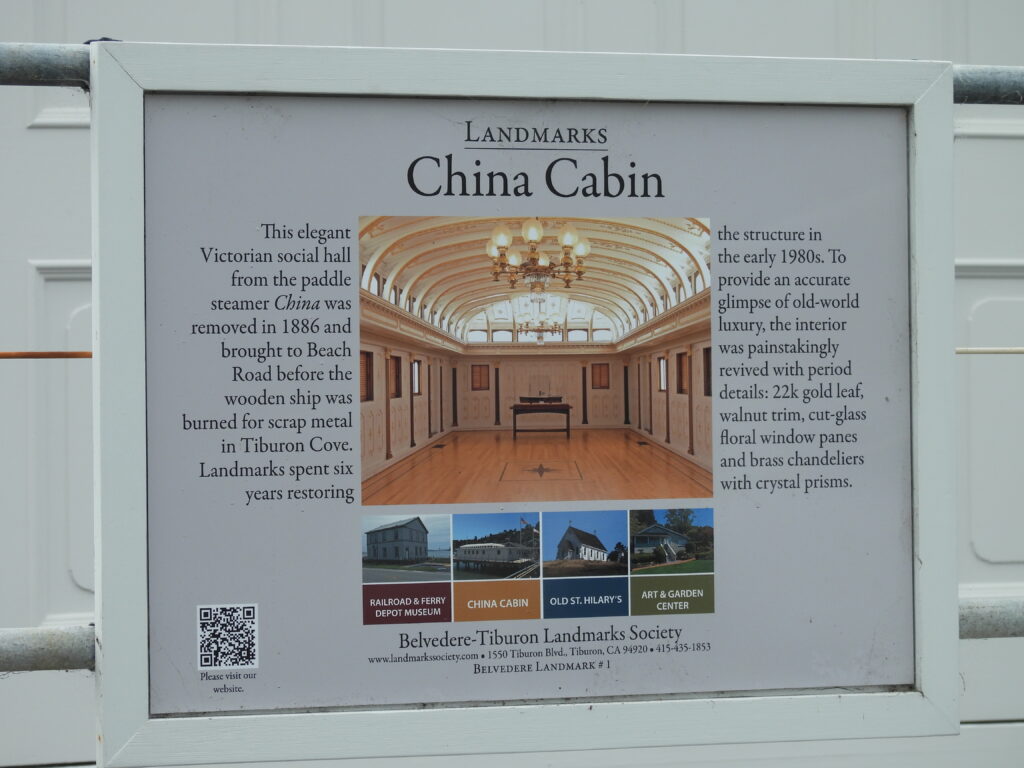 LANDMARKS
China Cabin
This elegant
Victorian social hall
from the paddle
steamer China was
removed in 1886 and
brought to Beach
Road before the
wooden ship was
burned for scrap metal
in Tiburon Cove.
Landmarks spent six
years restoring
the structure in
the early 1980s. To
provide an accurate
glimpse of old-world
luxury, the interior
was painstakingly
revived with period
details: 22k gold leaf,
walnut trim, cut-glass
floral window panes
and brass chandeliers
with crystal prisms.
RAILROAD & FERRY
DEPOT MUSEUM
CHINA CABIN
OLD ST. HILARY'S
ART & GARDEN
CENTER
Belvedere-Tiburon Landmarks Society
www.landmarkssociety.com • 1550 Tiburon Blvd., Tiburon, CA 94920 • 415-435-1853
BELVEDERE LANDMARK # 1
Please visit our
website.